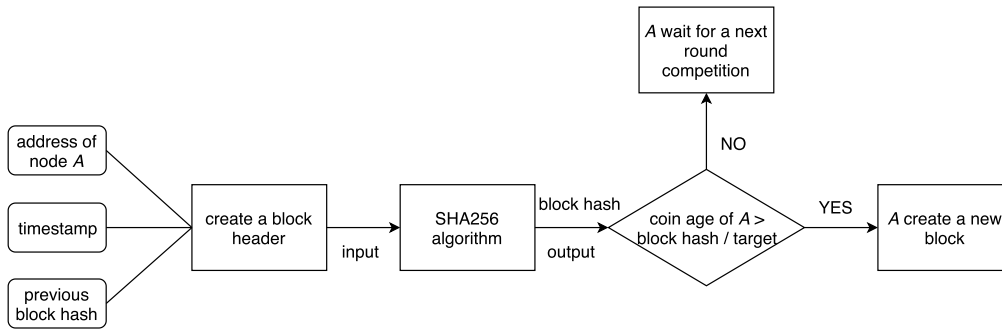 A wait for a next
round
competition
address of
node A
NO
timestamp
create a block
header
input
SHA256
algorithm
block hash
output
coin age of A >
block hash / target
YES
A create a new
block
previous
block hash